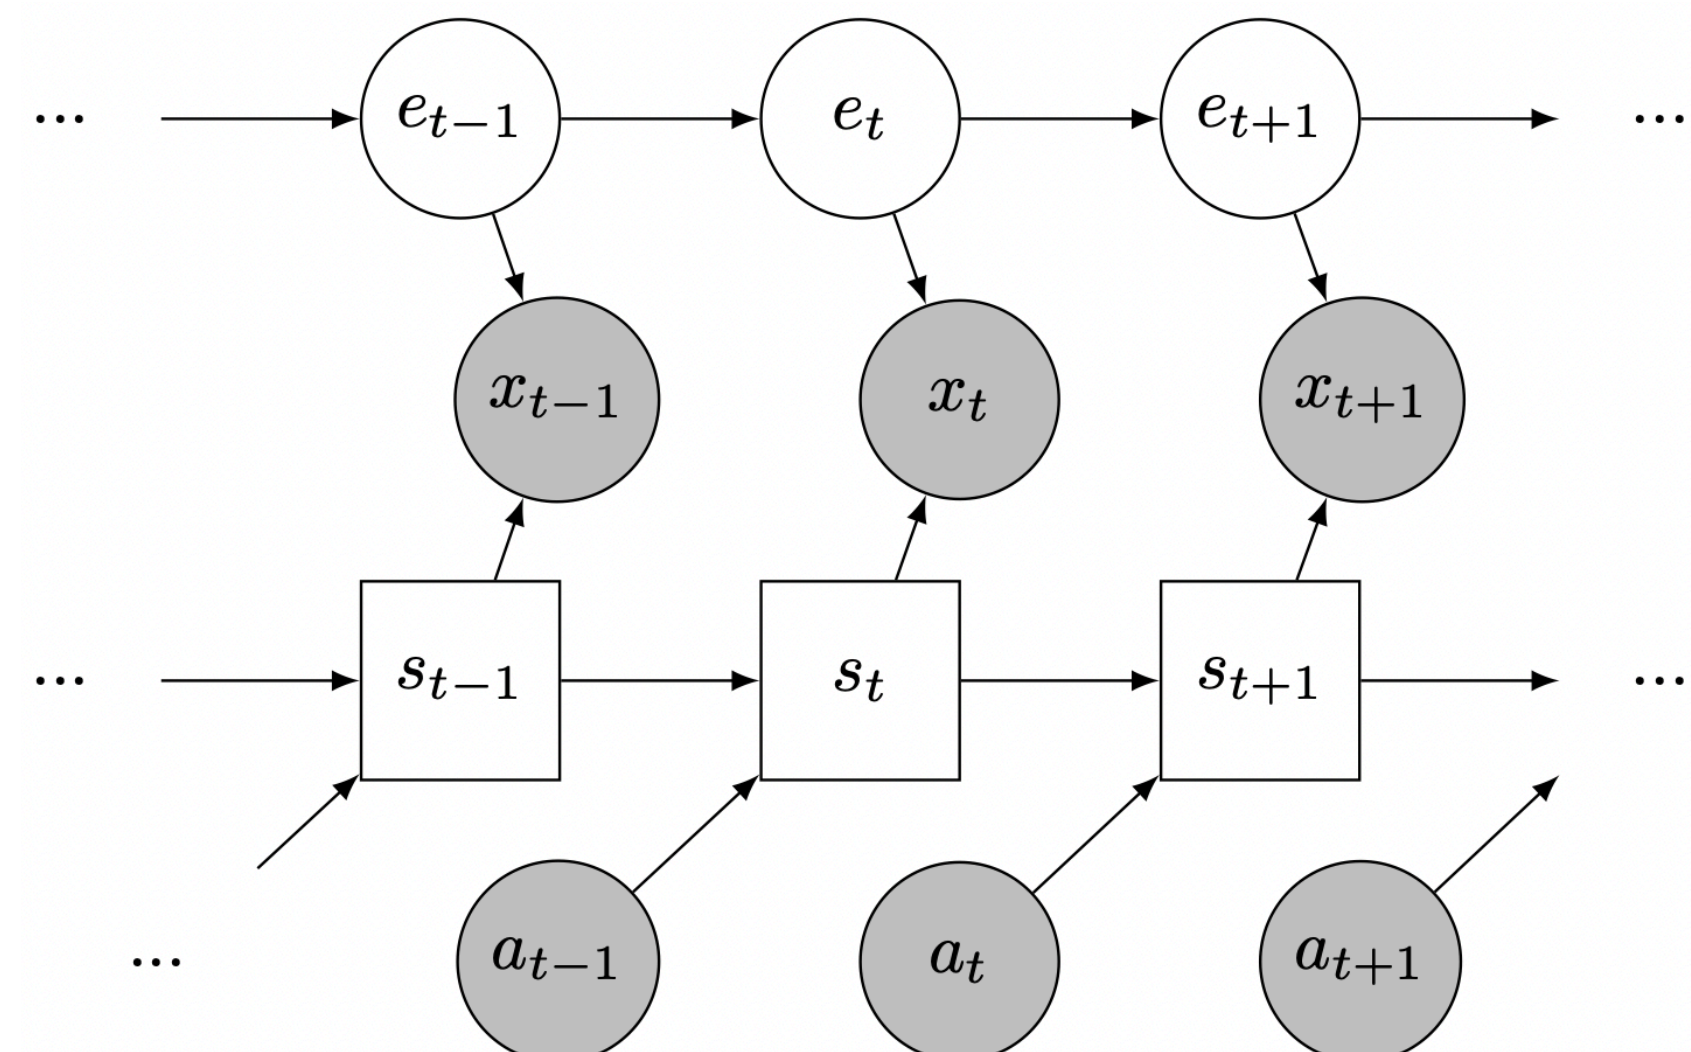 ... e_{t-1} e_t e_{t+1} ...
x_{t-1} x_t x_{t+1}
... s_{t-1} s_t s_{t+1} ...
... a_{t-1} a_t a_{t+1}